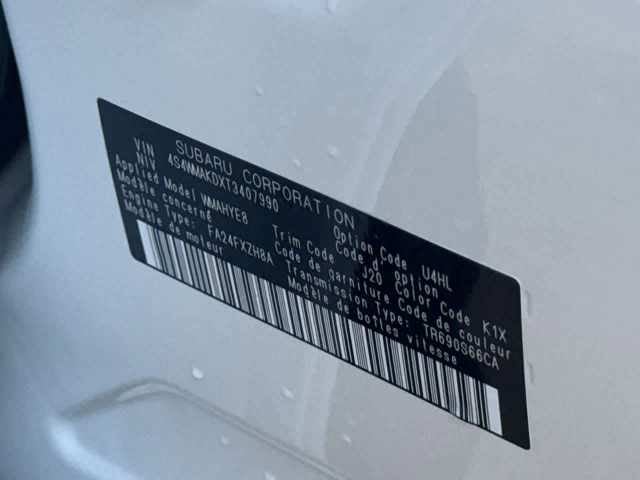 SUBARU CORPORATION
VIN
NIV 4S4WMAKDXT3407990
Applied Model WMAHYE8 Option Code U4HL
Modèle concerné Code d' option
Trim Code J20 Color Code K1X
Code de garniture Code de couleur
Engine Type: FA24FXZH8A Transmission Type: TR690S66CA
Modèle de moteur Modèle de boîtes vitesse